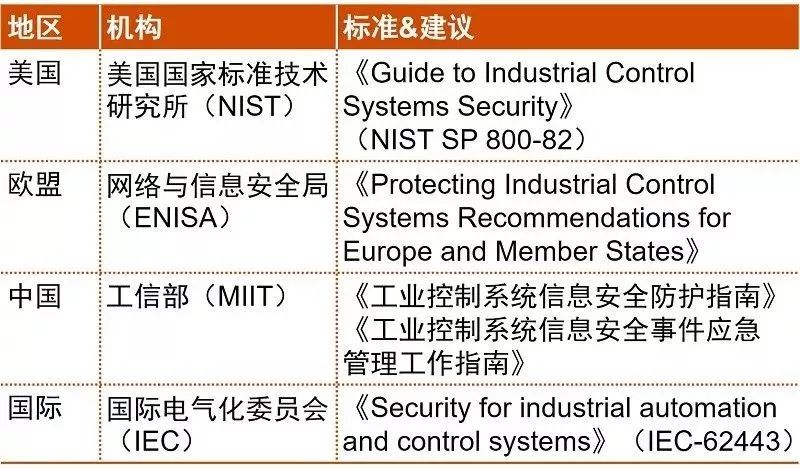 地区 机构 标准&建议
美国 美国国家标准技术 《Guide to Industrial Control
研究所（NIST） Systems Security》
（NIST SP 800-82）
欧盟 网络与信息安全局 《Protecting Industrial Control
（ENISA） Systems Recommendations for
Europe and Member States》
中国 工信部（MIIT） 《工业控制系统信息安全防护指南》
《工业控制系统信息安全事件应急
管理工作指南》
国际 国际电气化委员会 《Security for industrial automation
（IEC） and control systems》（IEC-62443）